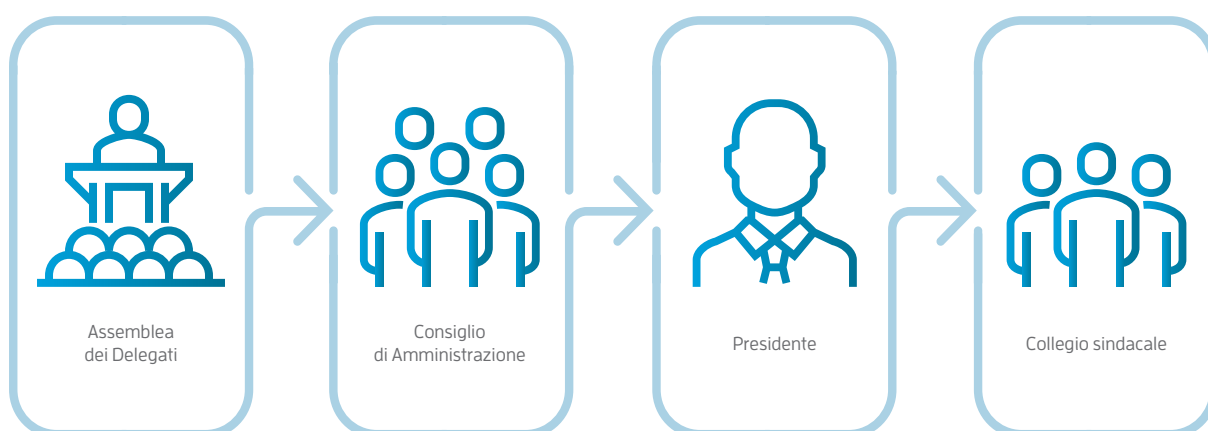 Assemblea
dei Delegati
Consiglio
di Amministrazione
Presidente
Collegio sindacale